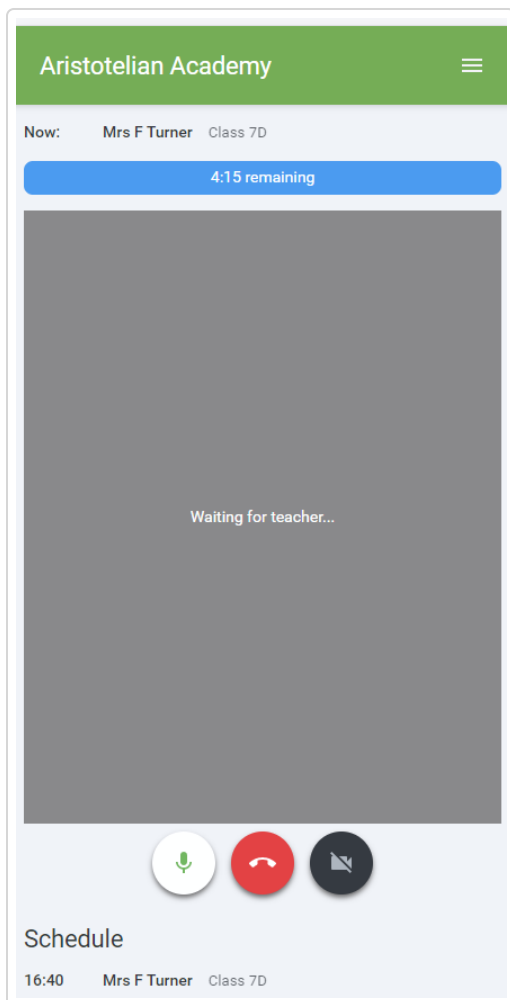 Aristotelian Academy
Now: Mrs F Turner Class 7D
4:15 remaining
Waiting for teacher...
Schedule
16:40 Mrs F Turner Class 7D